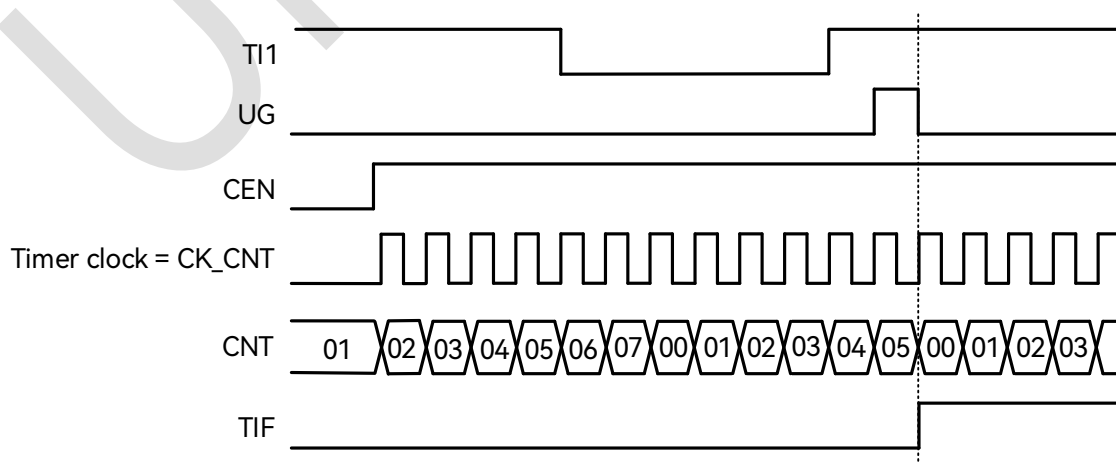 TI1
UG
CEN
Timer clock = CK_CNT
CNT 01 02 03 04 05 06 07 00 01 02 03 04 05 00 01 02 03
TIF